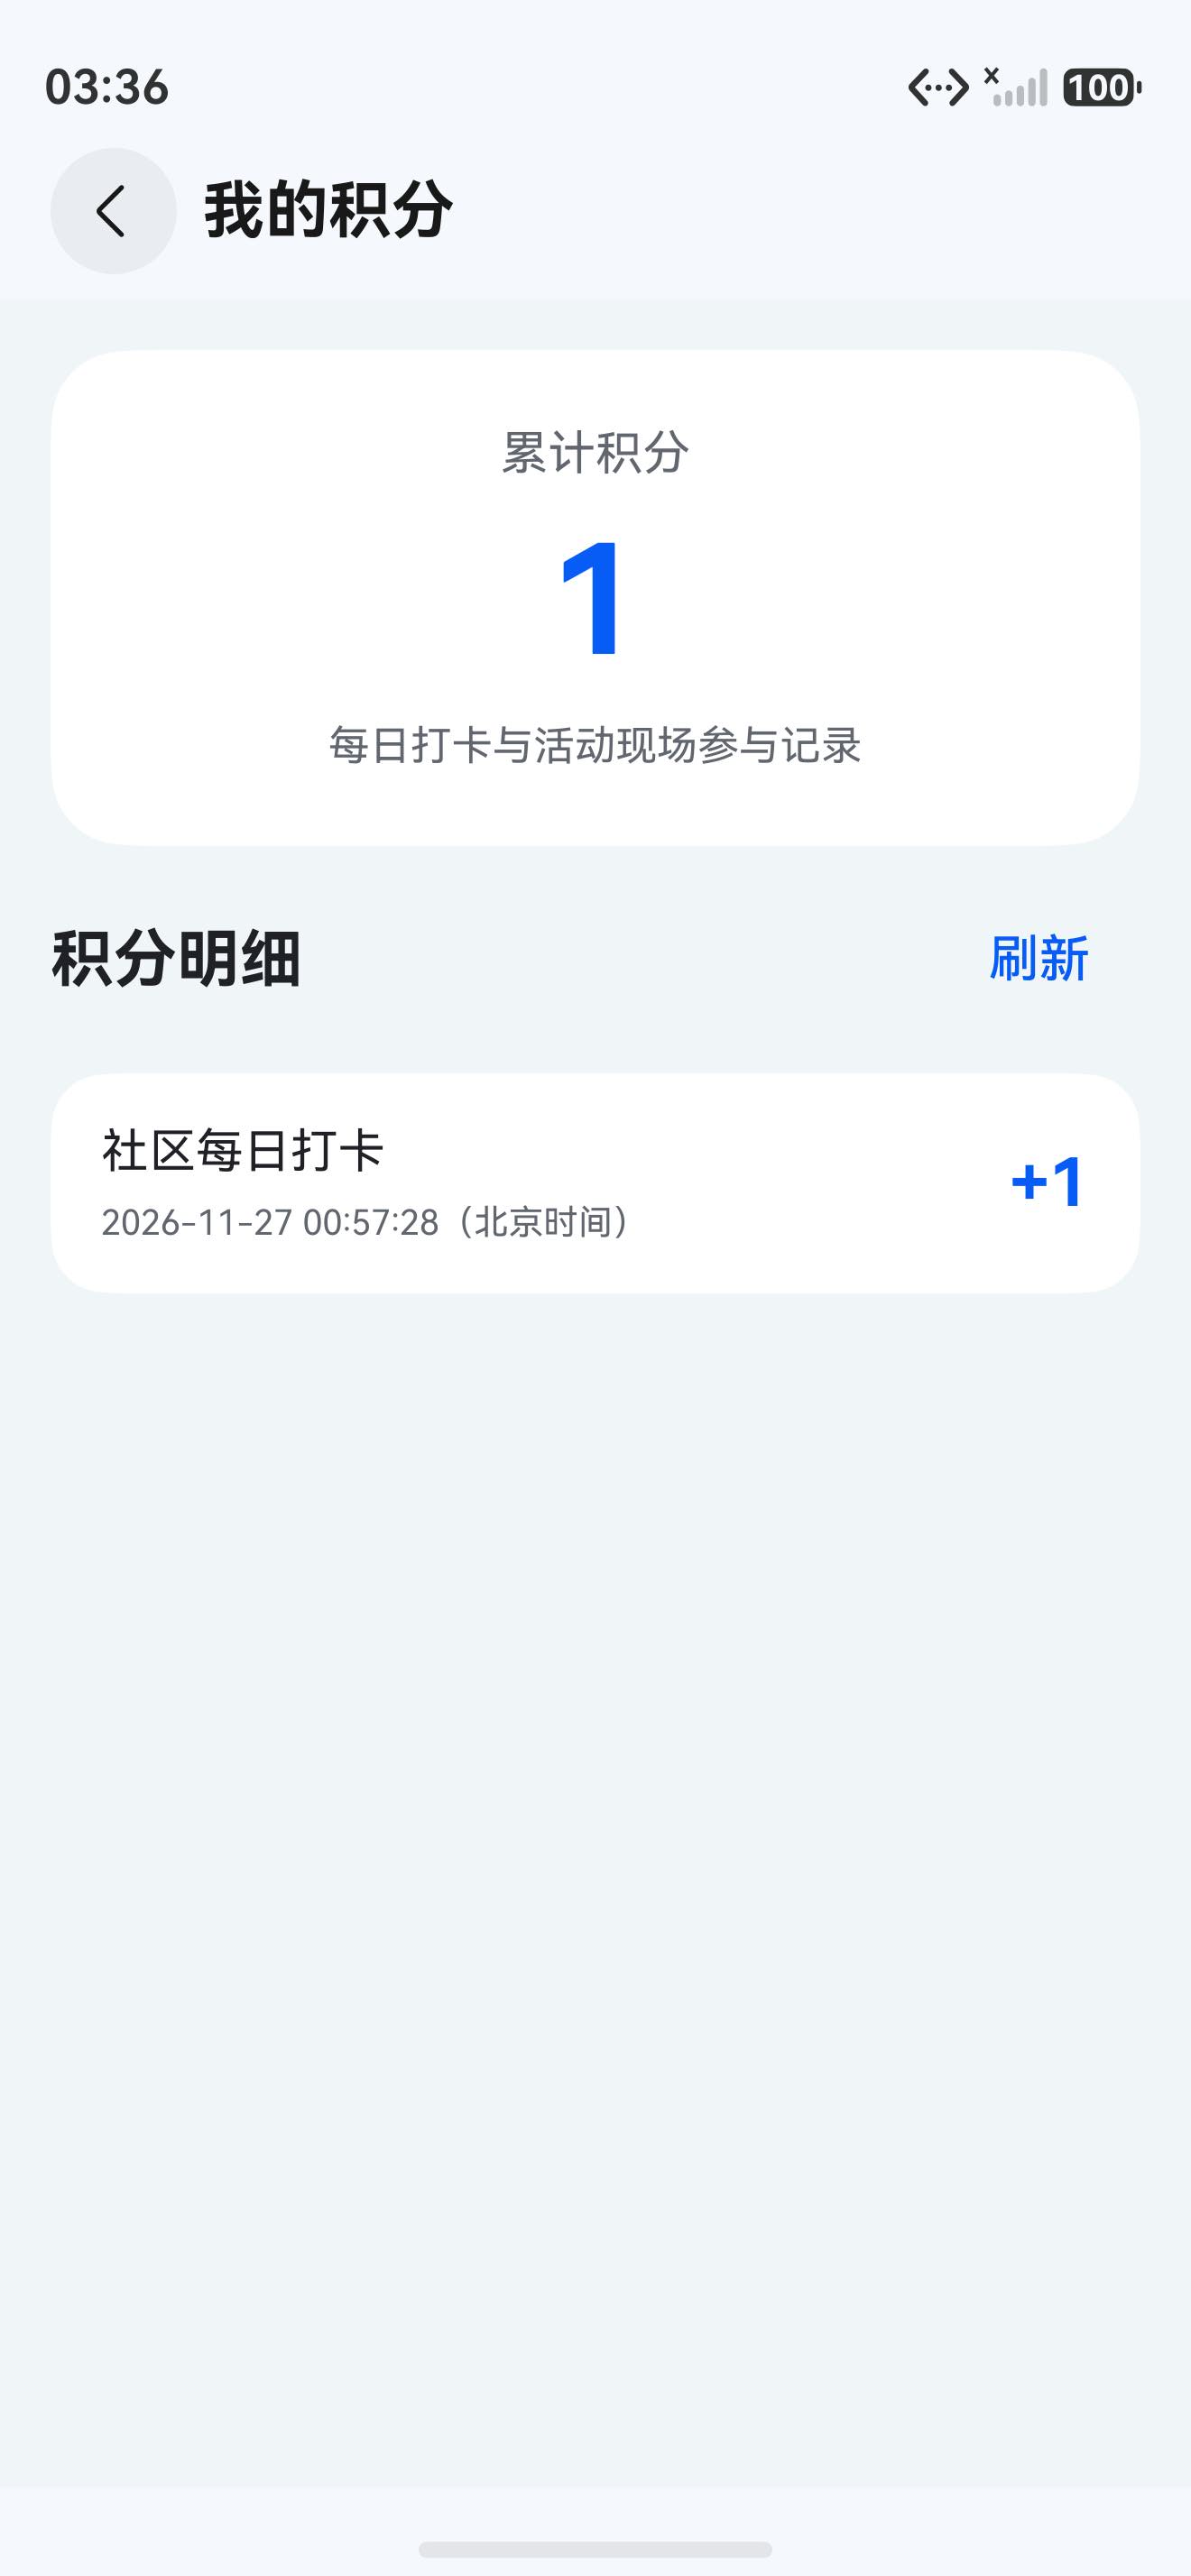 03:36
100
我的积分
累计积分
1
每日打卡与活动现场参与记录
积分明细
刷新
社区每日打卡
+1
2026-11-27 00:57:28（北京时间）